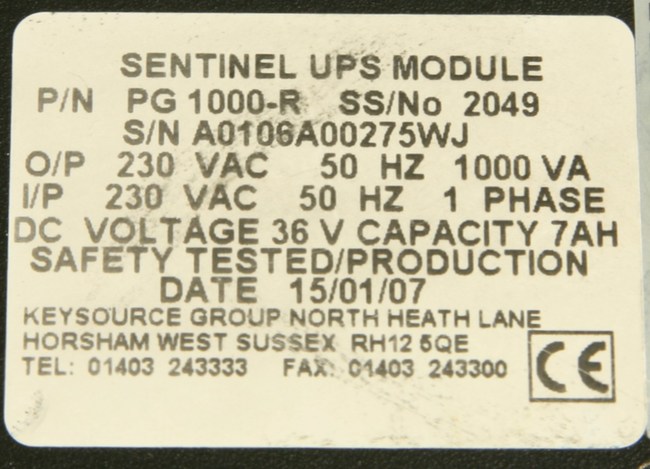 SENTINEL UPS MODULE
P/N PG 1000-R SS/No 2049
S/N A0106A00275WJ
O/P 230 VAC 50 HZ 1000 VA
I/P 230 VAC 50 HZ 1 PHASE
DC VOLTAGE 36 V CAPACITY 7AH
SAFETY TESTED/PRODUCTION
DATE 15/01/07
KEYSOURCE GROUP NORTH HEATH LANE
HORSHAM WEST SUSSEX RH12 5QE
TEL: 01403 243333 FAX: 01403 243300
CE